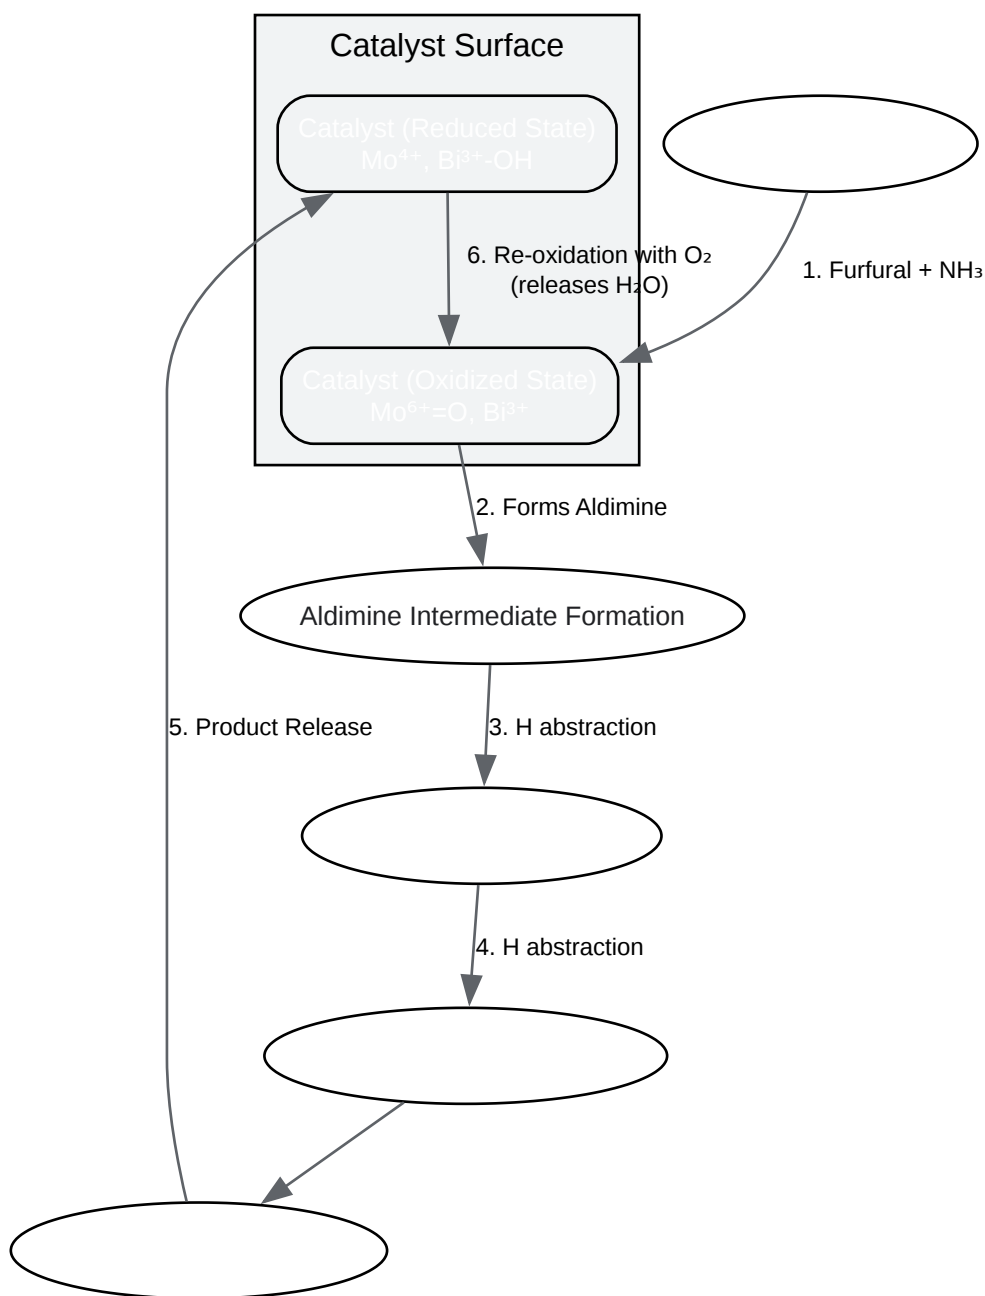 Catalyst Surface
Catalyst (Reduced State)
Mo⁴⁺, Bi³⁺-OH
6. Re-oxidation with O₂
(releases H₂O)
1. Furfural + NH₃
Catalyst (Oxidized State)
Mo⁶⁺=O, Bi³⁺
2. Forms Aldimine
Aldimine Intermediate Formation
5. Product Release
3. H abstraction
4. H abstraction